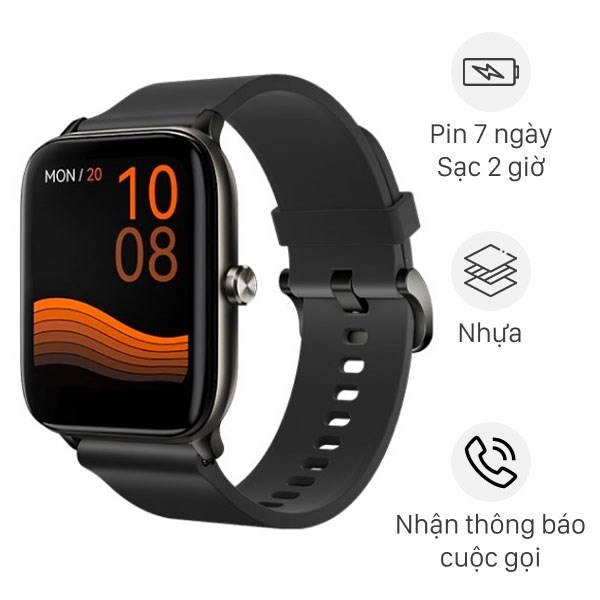 MON / 20
10
08
Pin 7 ngày
Sạc 2 giờ
Nhựa
Nhận thông báo
cuộc gọi